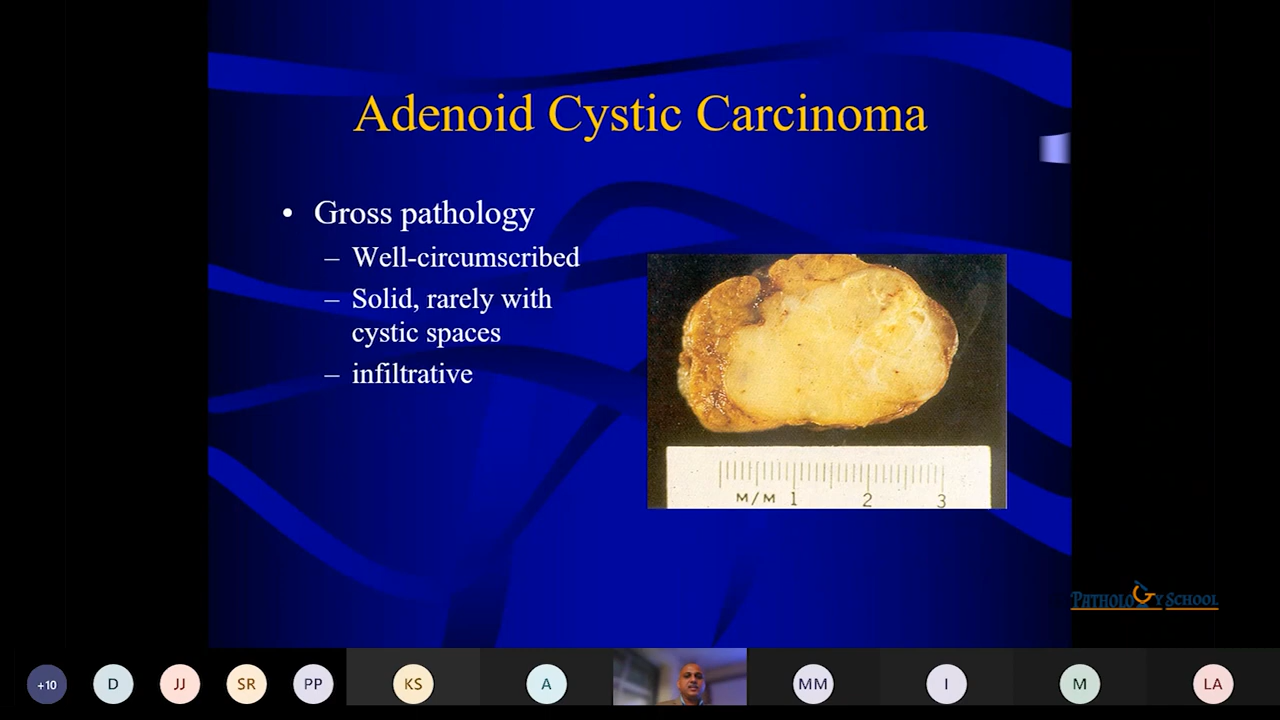 Adenoid Cystic Carcinoma
• Gross pathology
– Well-circumscribed
– Solid, rarely with
cystic spaces
– infiltrative
M/M 1 2 3
PATHOLOGY SCHOOL
+10 D JJ SR PP KS A MM I M LA